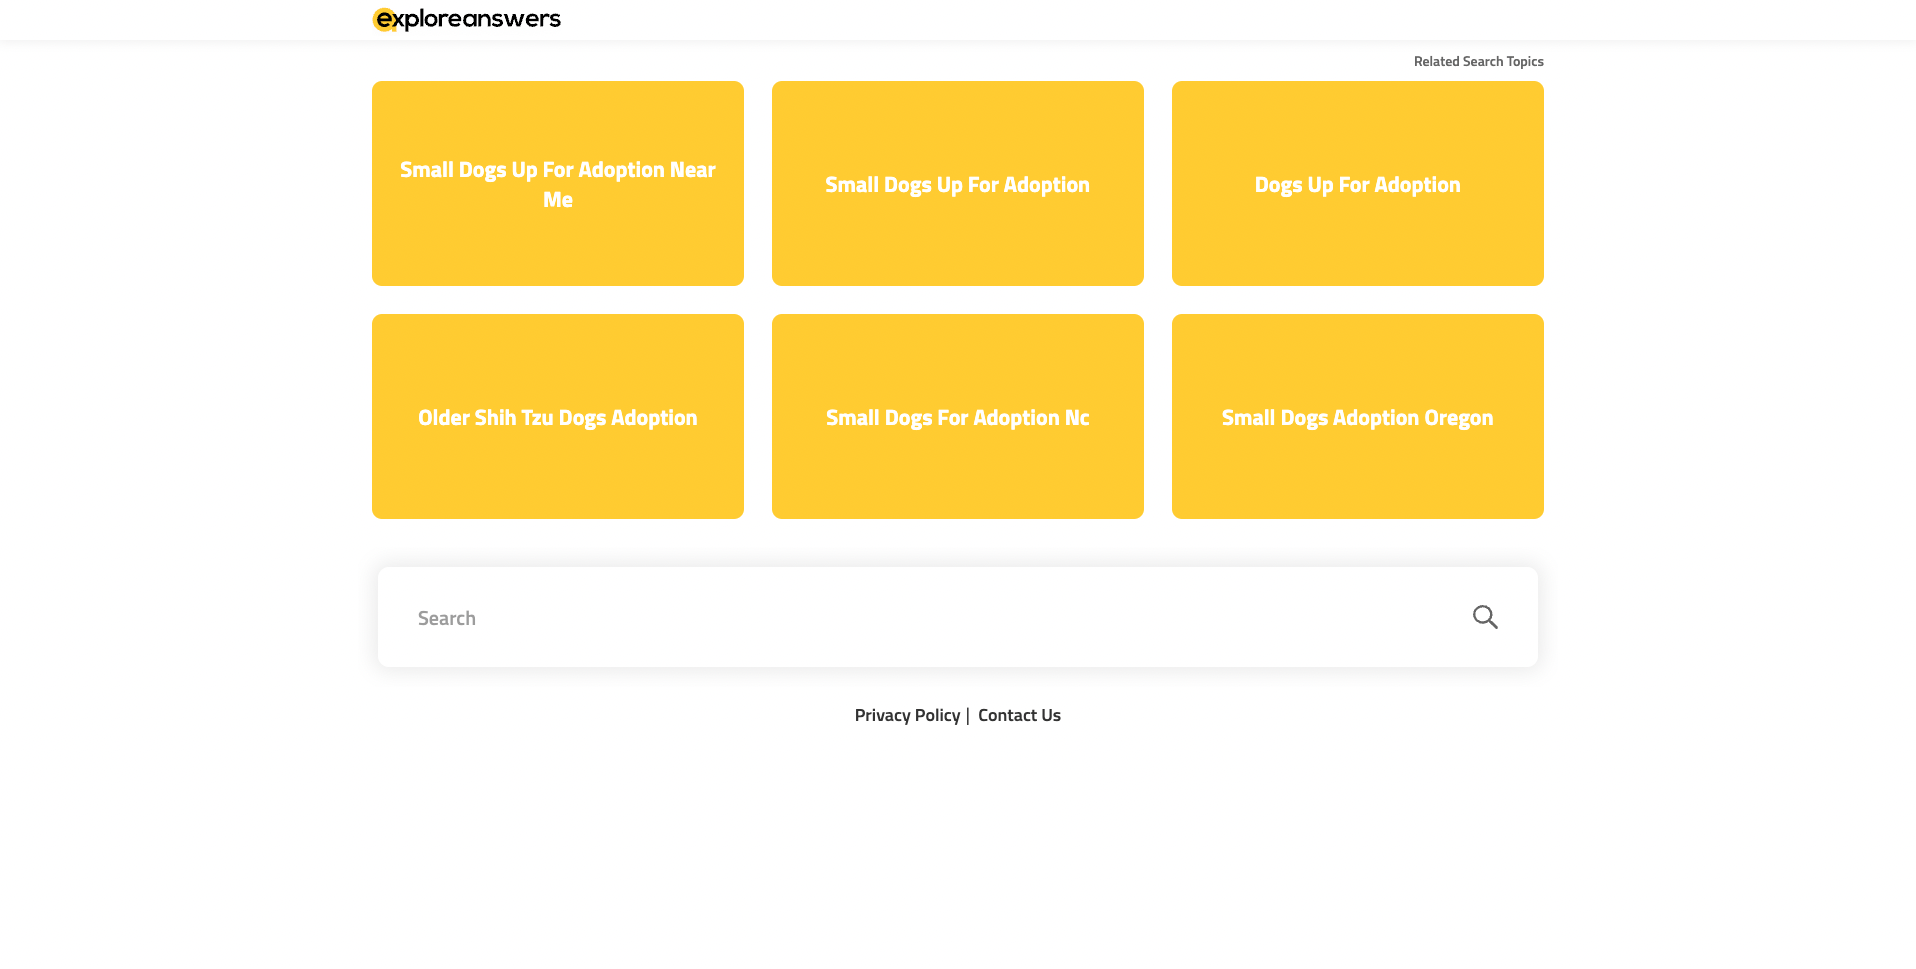 exploreanswers
Related Search Topics
Small Dogs Up For Adoption Near
Me
Small Dogs Up For Adoption
Dogs Up For Adoption
Older Shih Tzu Dogs Adoption
Small Dogs For Adoption Nc
Small Dogs Adoption Oregon
Search
Privacy Policy | Contact Us